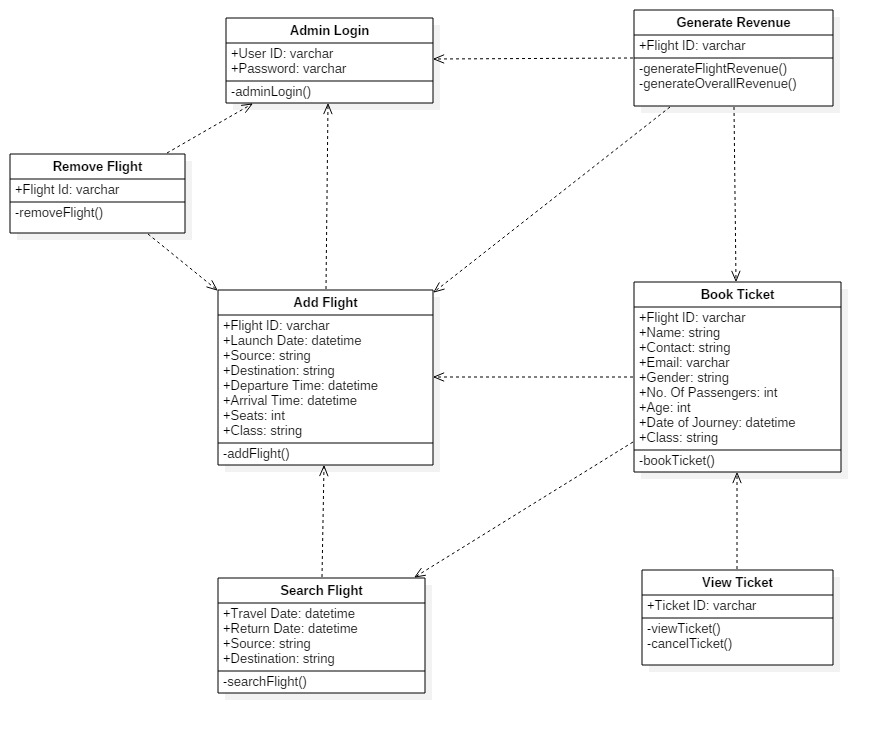 Admin Login
+User ID: varchar
+Password: varchar
-adminLogin()
Generate Revenue
+Flight ID: varchar
-generateFlightRevenue()
-generateOverallRevenue()
Remove Flight
+Flight Id: varchar
-removeFlight()
Add Flight
+Flight ID: varchar
+Launch Date: datetime
+Source: string
+Destination: string
+Departure Time: datetime
+Arrival Time: datetime
+Seats: int
+Class: string
-addFlight()
Book Ticket
+Flight ID: varchar
+Name: string
+Contact: string
+Email: varchar
+Gender: string
+No. Of Passengers: int
+Age: int
+Date of Journey: datetime
+Class: string
-bookTicket()
Search Flight
+Travel Date: datetime
+Return Date: datetime
+Source: string
+Destination: string
-searchFlight()
View Ticket
+Ticket ID: varchar
-viewTicket()
-cancelTicket()